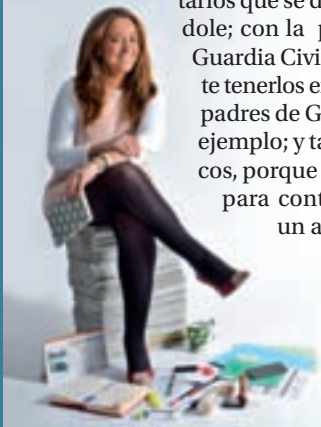 tarios que se d
dole; con la p
Guardia Civi
te tenerlos e
padres de G
ejemplo; y ta
cos, porque
para cont
un a